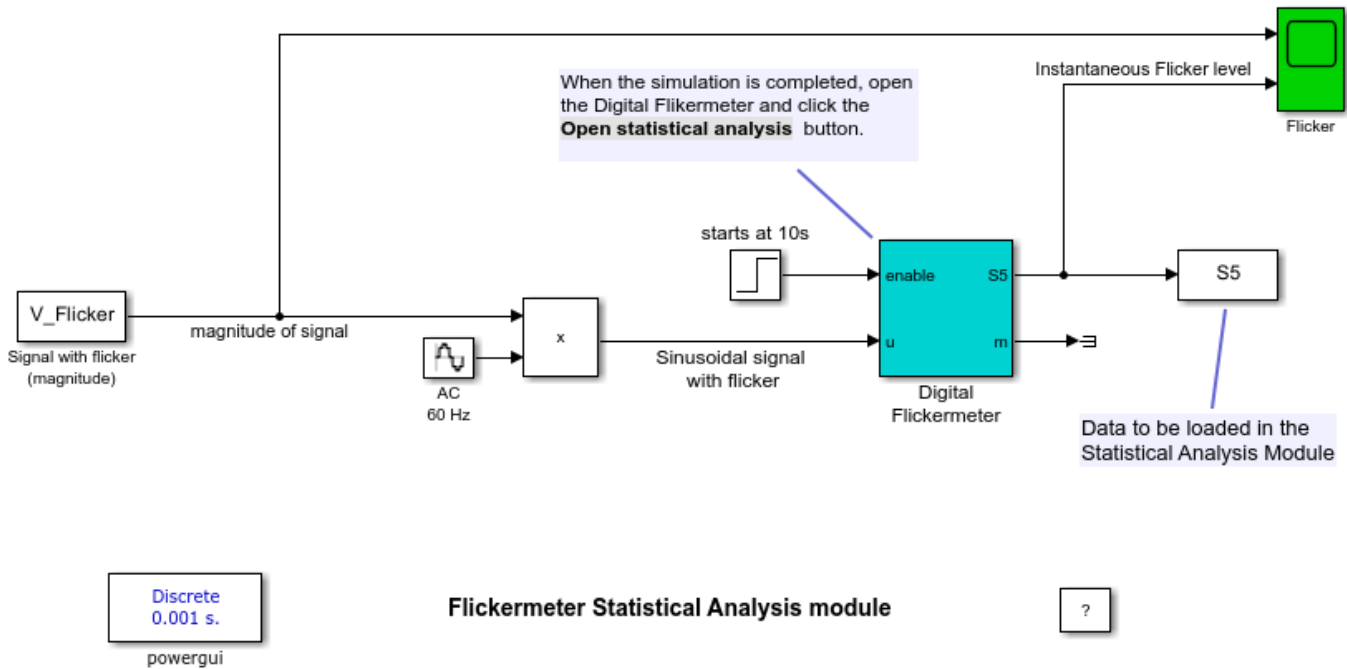 Instantaneous Flicker level
Flicker
When the simulation is completed, open
the Digital Flikermeter and click the
Open statistical analysis button.
starts at 10s
enable
S5
u
m
Digital
Flickermeter
S5
V_Flicker
Signal with flicker
(magnitude)
magnitude of signal
x
AC
60 Hz
Sinusoidal signal
with flicker
Data to be loaded in the
Statistical Analysis Module
Discrete
0.001 s.
powergui
Flickermeter Statistical Analysis module
?